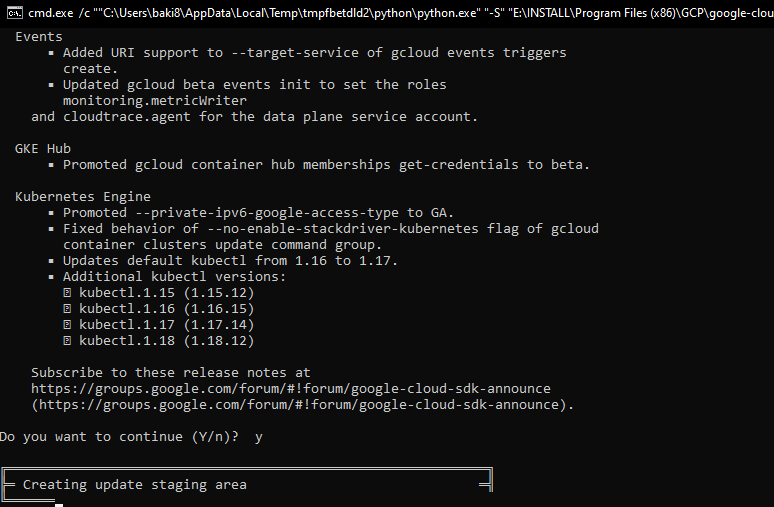 cmd.exe /c ""C:\Users\baki8\AppData\Local\Temp\tmpfbetdld2\python\python.exe" "-S" "E:\INSTALL\Program Files (x86)\GCP\google-clou
Events
▪ Added URI support to --target-service of gcloud events triggers
create.
▪ Updated gcloud beta events init to set the roles
monitoring.metricWriter
and cloudtrace.agent for the data plane service account.
GKE Hub
▪ Promoted gcloud container hub memberships get-credentials to beta.
Kubernetes Engine
▪ Promoted --private-ipv6-google-access-type to GA.
▪ Fixed behavior of --no-enable-stackdriver-kubernetes flag of gcloud
container clusters update command group.
▪ Updates default kubectl from 1.16 to 1.17.
▪ Additional kubectl versions:
⍰ kubectl.1.15 (1.15.12)
⍰ kubectl.1.16 (1.16.15)
⍰ kubectl.1.17 (1.17.14)
⍰ kubectl.1.18 (1.18.12)
Subscribe to these release notes at
https://groups.google.com/forum/#!forum/google-cloud-sdk-announce
(https://groups.google.com/forum/#!forum/google-cloud-sdk-announce).
Do you want to continue (Y/n)?  y
Creating update staging area